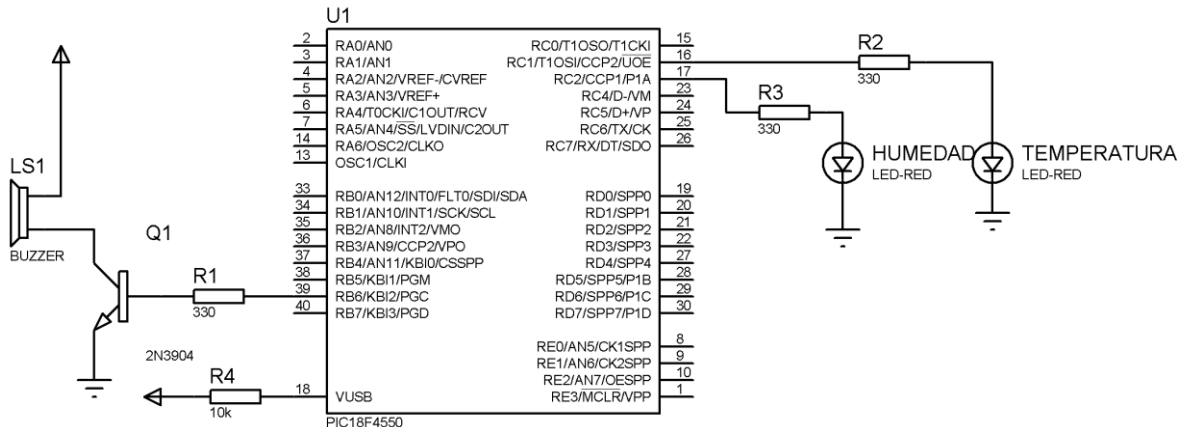 U1
2 RA0/AN0
3 RA1/AN1
4 RA2/AN2/VREF-/CVREF
5 RA3/AN3/VREF+
6 RA4/T0CKI/C1OUT/RCV
7 RA5/AN4/SS/LVDIN/C2OUT
14 RA6/OSC2/CLKO
13 OSC1/CLKI
33 RB0/AN12/INT0/FLT0/SDI/SDA
34 RB1/AN10/INT1/SCK/SCL
35 RB2/AN8/INT2/VMO
36 RB3/AN9/CCP2/VPO
37 RB4/AN11/KBI0/CSSPP
38 RB5/KBI1/PGM
39 RB6/KBI2/PGC
40 RB7/KBI3/PGD
18 VUSB
RC0/T1OSO/T1CKI 15
RC1/T1OSI/CCP2/UOE 16
RC2/CCP1/P1A 17
RC4/D-/VM 23
RC5/D+/VP 24
RC6/TX/CK 25
RC7/RX/DT/SDO 26
RD0/SPP0 19
RD1/SPP1 20
RD2/SPP2 21
RD3/SPP3 22
RD4/SPP4 27
RD5/SPP5/P1B 28
RD6/SPP6/P1C 29
RD7/SPP7/P1D 30
RE0/AN5/CK1SPP 8
RE1/AN6/CK2SPP 9
RE2/AN7/OESPP 10
RE3/MCLR/VPP 1
PIC18F4550
LS1
BUZZER
Q1
2N3904
R1
330
R4
10k
R2
330
R3
330
HUMEDAD
LED-RED
TEMPERATURA
LED-RED